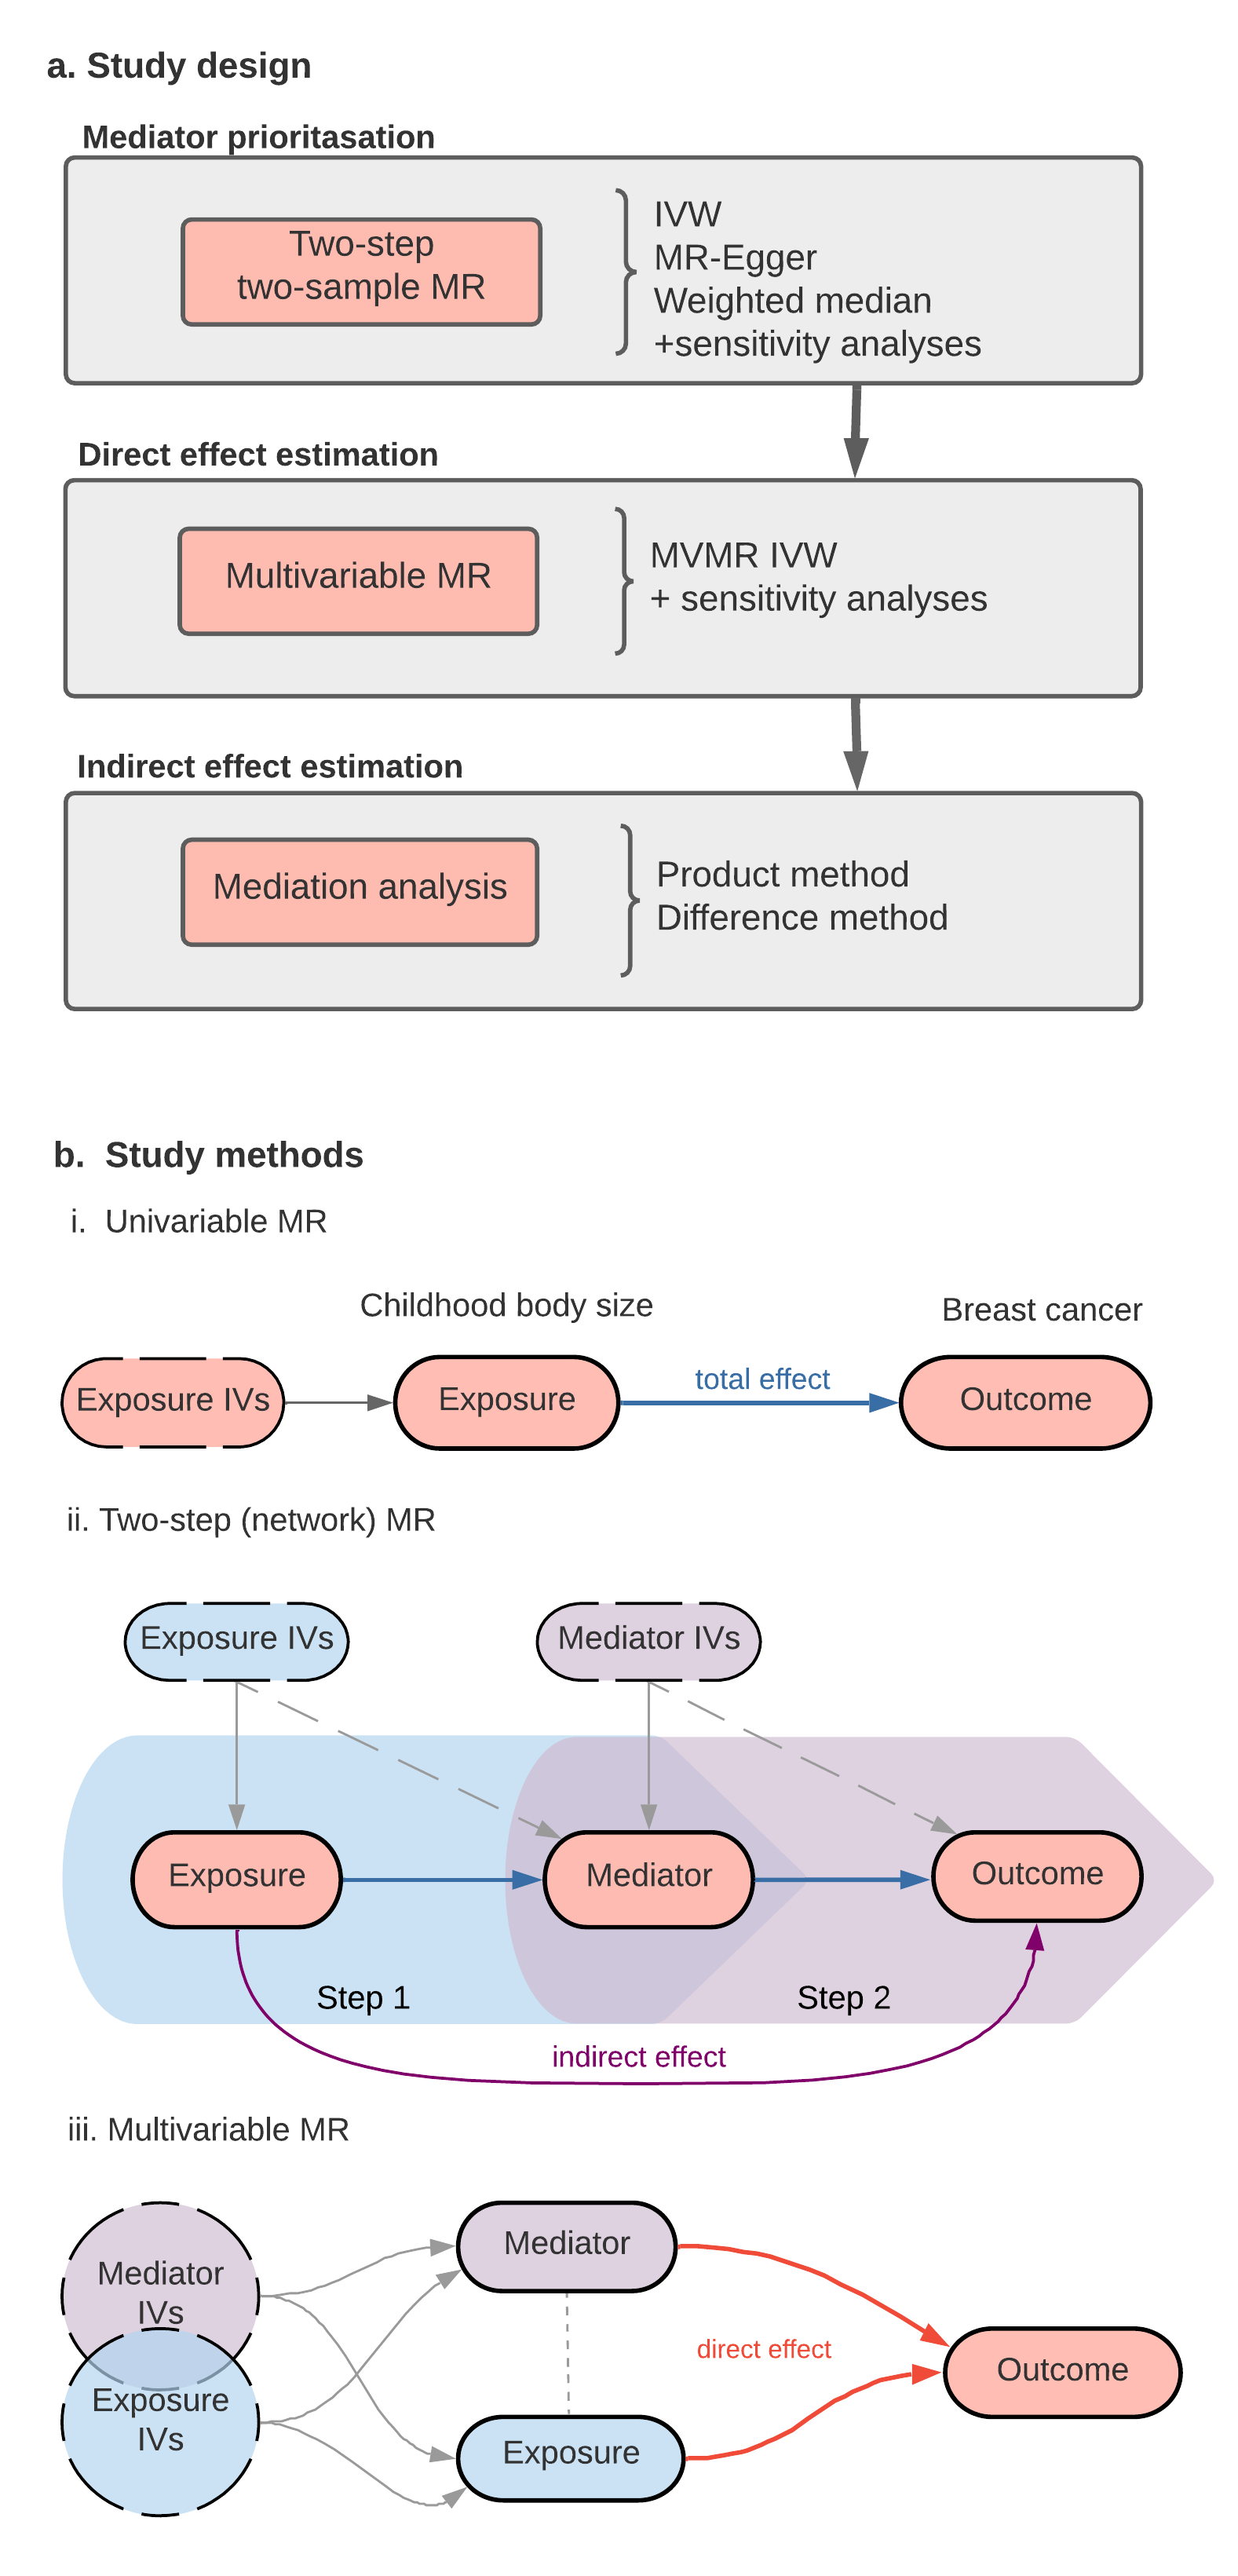 a. Study design
Mediator prioritasation
Two-step
two-sample MR
IVW
MR-Egger
Weighted median
+sensitivity analyses
Direct effect estimation
Multivariable MR
MVMR IVW
+ sensitivity analyses
Indirect effect estimation
Mediation analysis
Product method
Difference method
b. Study methods
i. Univariable MR
Childhood body size
Breast cancer
Exposure IVs
Exposure
total effect
Outcome
ii. Two-step (network) MR
Exposure IVs
Mediator IVs
Exposure
Mediator
Outcome
Step 1
Step 2
indirect effect
iii. Multivariable MR
Mediator
IVs
Exposure
IVs
Mediator
Exposure
direct effect
Outcome